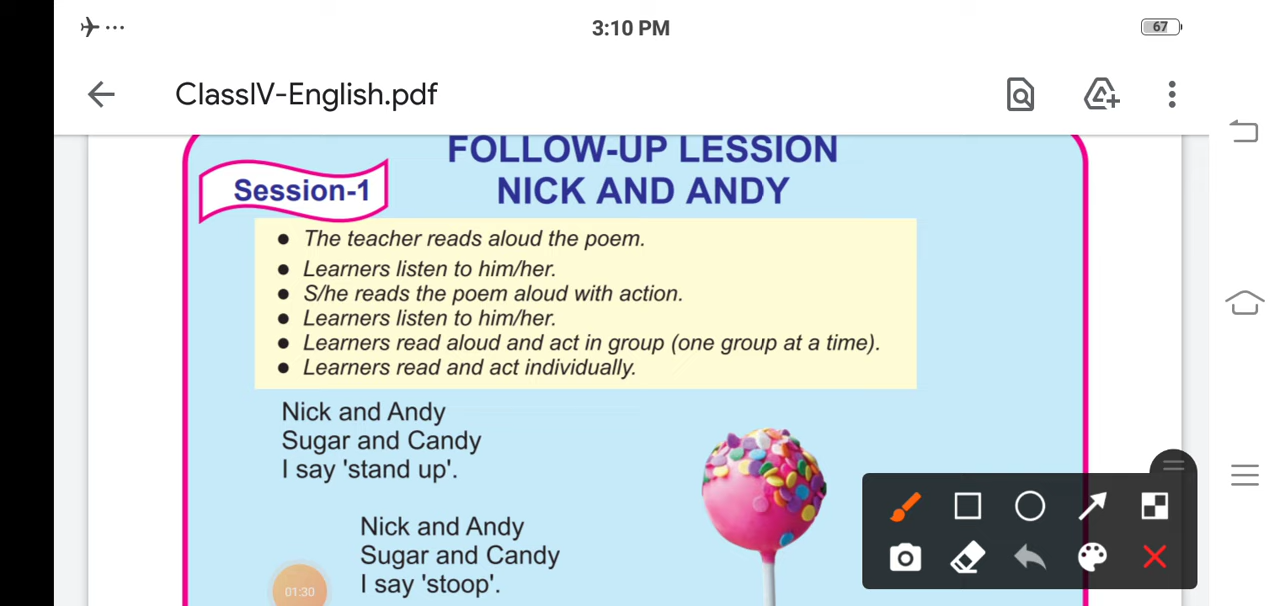 3:10 PM
67
ClassIV-English.pdf
FOLLOW-UP LESSION
Session-1
NICK AND ANDY
● The teacher reads aloud the poem.
● Learners listen to him/her.
● S/he reads the poem aloud with action.
● Learners listen to him/her.
● Learners read aloud and act in group (one group at a time).
● Learners read and act individually.
Nick and Andy
Sugar and Candy
I say 'stand up'.
Nick and Andy
Sugar and Candy
I say 'stoop'.
01:30